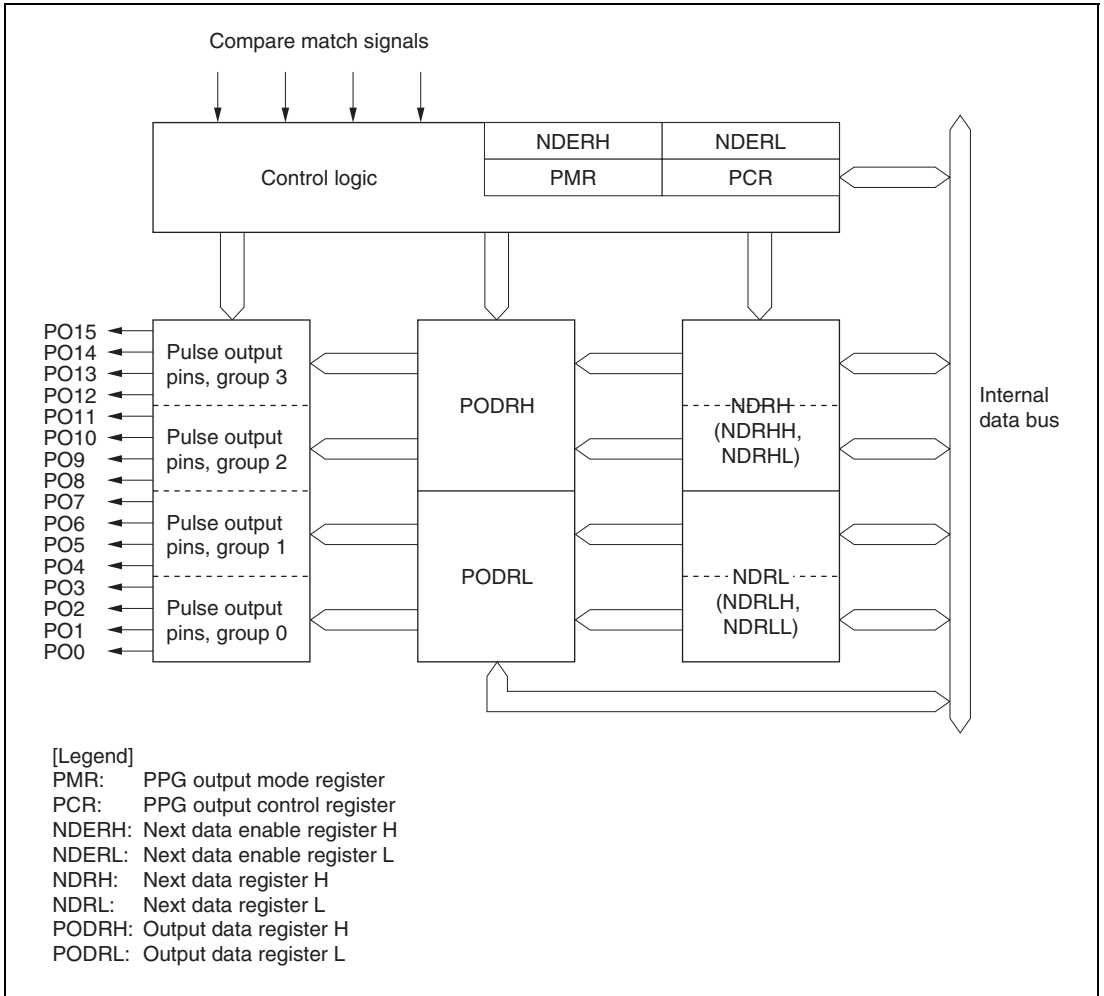 Compare match signals
Control logic
NDERH
NDERL
PMR
PCR
PO15
PO14
PO13
PO12
PO11
PO10
PO9
PO8
PO7
PO6
PO5
PO4
PO3
PO2
PO1
PO0
Pulse output
pins, group 3
Pulse output
pins, group 2
Pulse output
pins, group 1
Pulse output
pins, group 0
PODRH
PODRL
NDRH
(NDRHH,
NDRHL)
NDRL
(NDRLH,
NDRLL)
Internal
data bus
[Legend]
PMR: PPG output mode register
PCR: PPG output control register
NDERH: Next data enable register H
NDERL: Next data enable register L
NDRH: Next data register H
NDRL: Next data register L
PODRH: Output data register H
PODRL: Output data register L